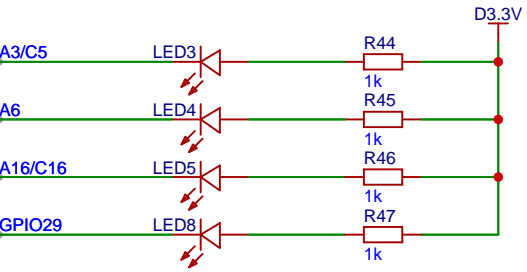 D3.3V
A3/C5 LED3 R44
1k
A6 LED4 R45
1k
A16/C16 LED5 R46
1k
GPIO29 LED8 R47
1k